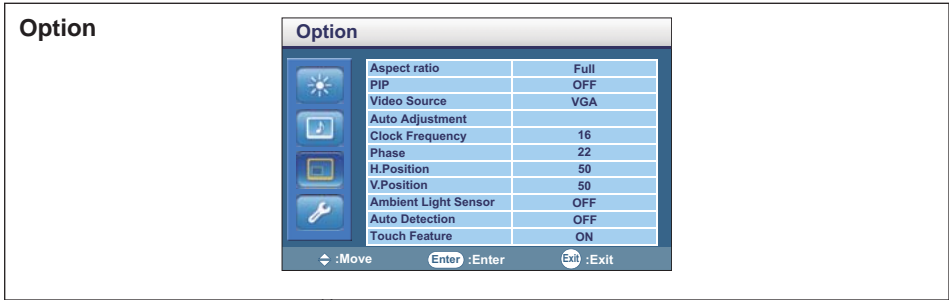 Option
Option
Aspect ratio Full
PIP OFF
Video Source VGA
Auto Adjustment
Clock Frequency 16
Phase 22
H.Position 50
V.Position 50
Ambient Light Sensor OFF
Auto Detection OFF
Touch Feature ON
:Move Enter :Enter Exit :Exit